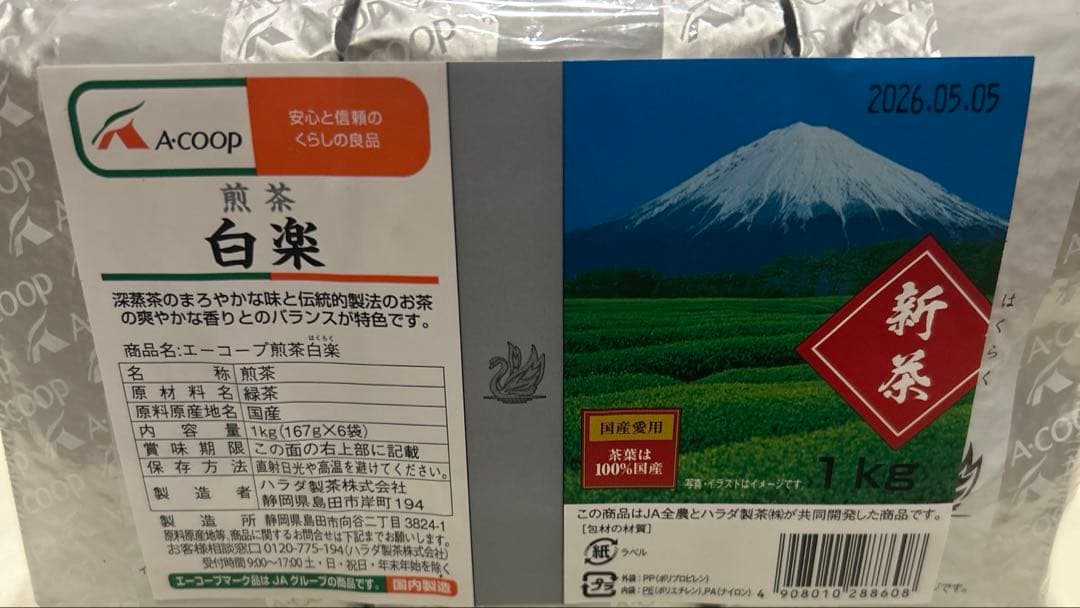 A·COOP
安心と信頼の
くらしの良品
煎茶
白楽
深蒸茶のまろやかな味と伝統的製法のお茶
の爽やかな香りとのバランスが特色です。
はくらく
商品名:エーコープ煎茶白楽
名称 煎茶
原材料名 緑茶
原料原産地名 国産
内容量 1kg(167g×6袋)
賞味期限 この面の右上部に記載
保存方法 直射日光や高温を避けてください。
製造者 ハラダ製茶株式会社
静岡県島田市岸町194
製造所 静岡県島田市向谷二丁目3824-1
原料原産地等、商品に関するお問合せは下記までお願いします。
お客様相談窓口 0120-775-194(ハラダ製茶株式会社)
受付時間 9:00〜17:00 土・日・祝日・年末年始を除く
エーコープマーク品はJAグループの商品です。 国内製造
2026.05.05
新茶
はくらく
国産愛用
茶葉は
100%国産
写真・イラストはイメージです。
1kg
この商品はJA全農とハラダ製茶(株)が共同開発した商品です。
[包材の材質]
紙 ラベル
プラ 外袋:PP(ポリプロピレン)
内袋:PE(ポリエチレン),PA(ナイロン)
4 908010 288608
A·COOP